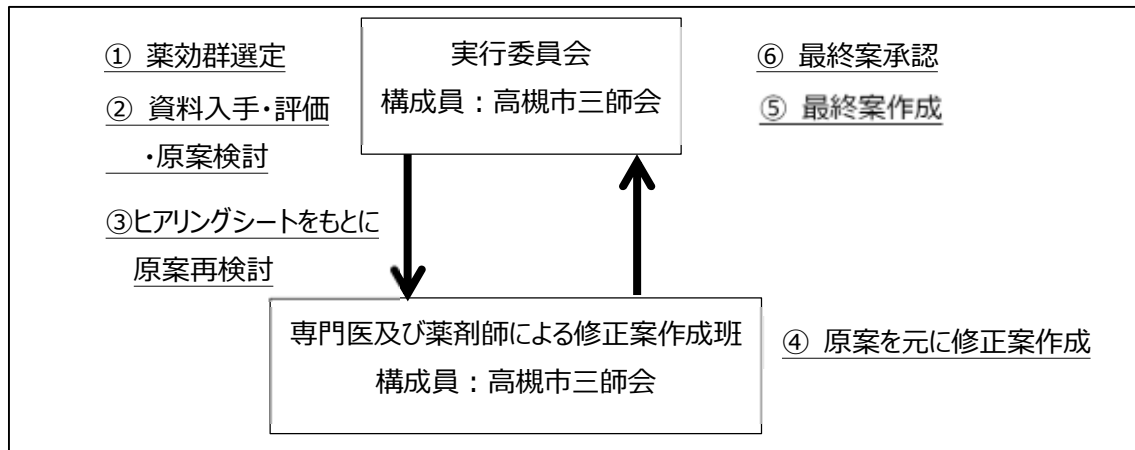 ① 薬効群選定
② 資料入手・評価
・原案検討
③ヒアリングシートをもとに
原案再検討
実行委員会
構成員：高槻市三師会
⑥ 最終案承認
⑤ 最終案作成
専門医及び薬剤師による修正案作成班
構成員：高槻市三師会
④ 原案を元に修正案作成